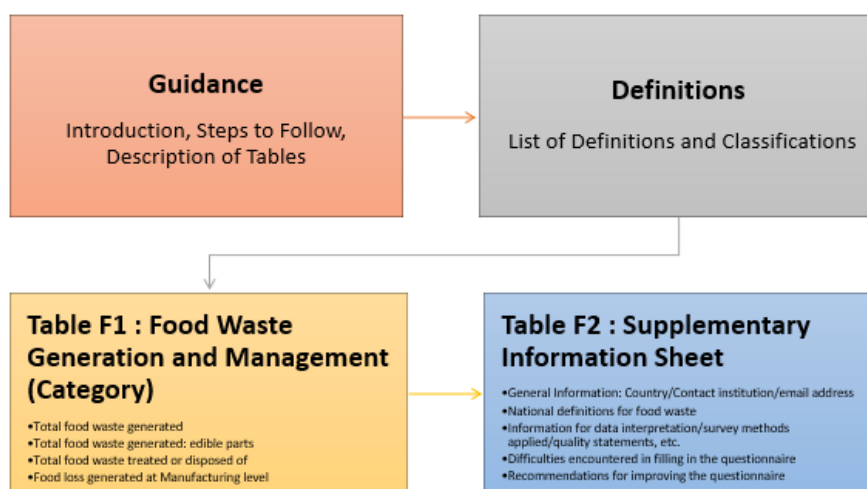 Guidance
Introduction, Steps to Follow,
Description of Tables
Definitions
List of Definitions and Classifications
Table F1 : Food Waste
Generation and Management
(Category)
•Total food waste generated
•Total food waste generated: edible parts
•Total food waste treated or disposed of
•Food loss generated at Manufacturing level
Table F2 : Supplementary
Information Sheet
•General Information: Country/Contact institution/email address
•National definitions for food waste
•Information for data interpretation/survey methods
applied/quality statements, etc.
•Difficulties encountered in filling in the questionnaire
•Recommendations for improving the questionnaire